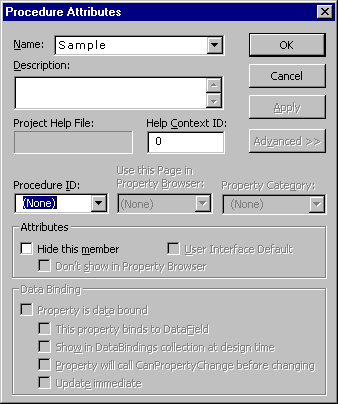 Procedure Attributes
Name: Sample
OK
Description:
Cancel
Apply
Project Help File:
Help Context ID:
0
Advanced >>
Procedure ID:
Use this Page in
Property Browser:
Property Category:
(None)
(None)
(None)
Attributes
Hide this member
User Interface Default
Don't show in Property Browser
Data Binding
Property is data bound
This property binds to DataField
Show in DataBindings collection at design time
Property will call CanPropertyChange before changing
Update immediate